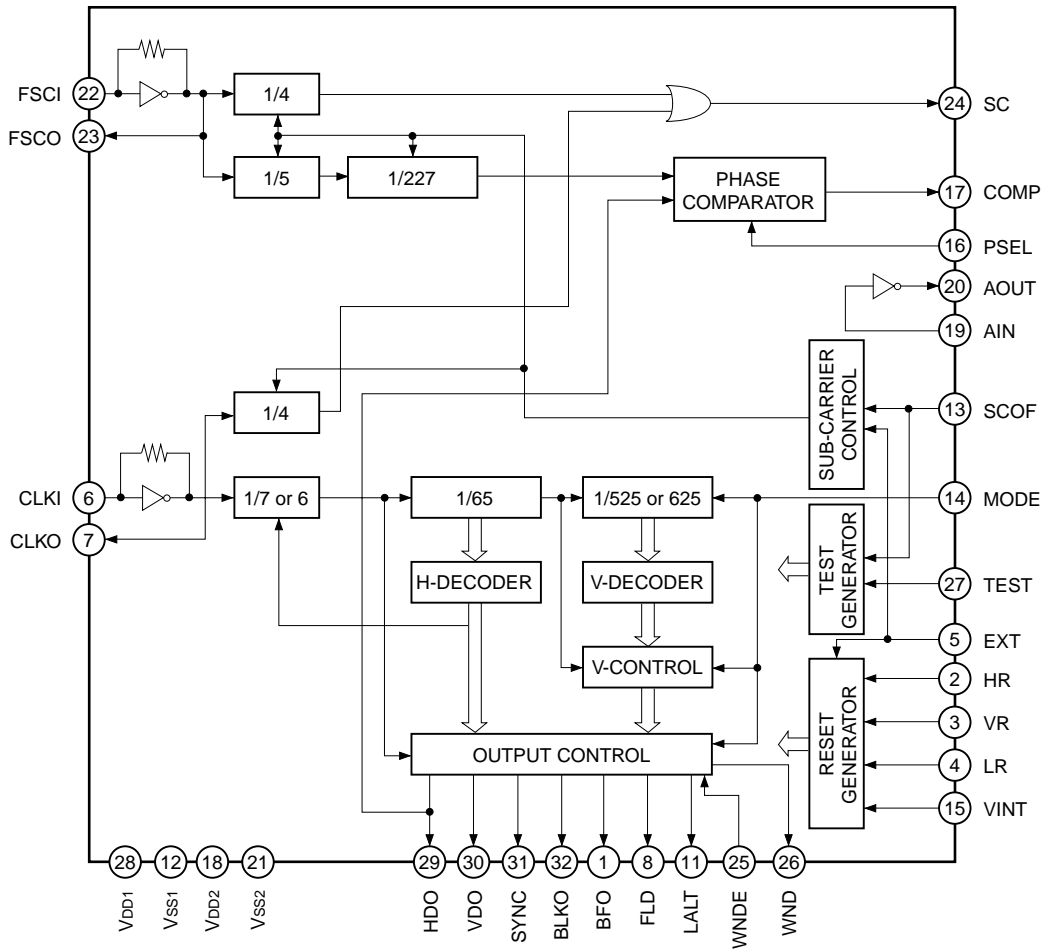 FSCI 22 1/4 24 SC
FSCO 23
1/5 1/227 PHASE
COMPARATOR 17 COMP
16 PSEL
20 AOUT
19 AIN
SUB-CARRIER
CONTROL
1/4 13 SCOF
CLKI 6 1/7 or 6 1/65 1/525 or 625 14 MODE
CLKO 7
H-DECODER V-DECODER
TEST
GENERATOR
27 TEST
5 EXT
V-CONTROL
2 HR
RESET
GENERATOR
3 VR
OUTPUT CONTROL
4 LR
15 VINT
28 12 18 21 29 30 31 32 1 8 11 25 26
VDD1 VSS1 VDD2 VSS2 HDO VDO SYNC BLKO BFO FLD LALT WNDE WND